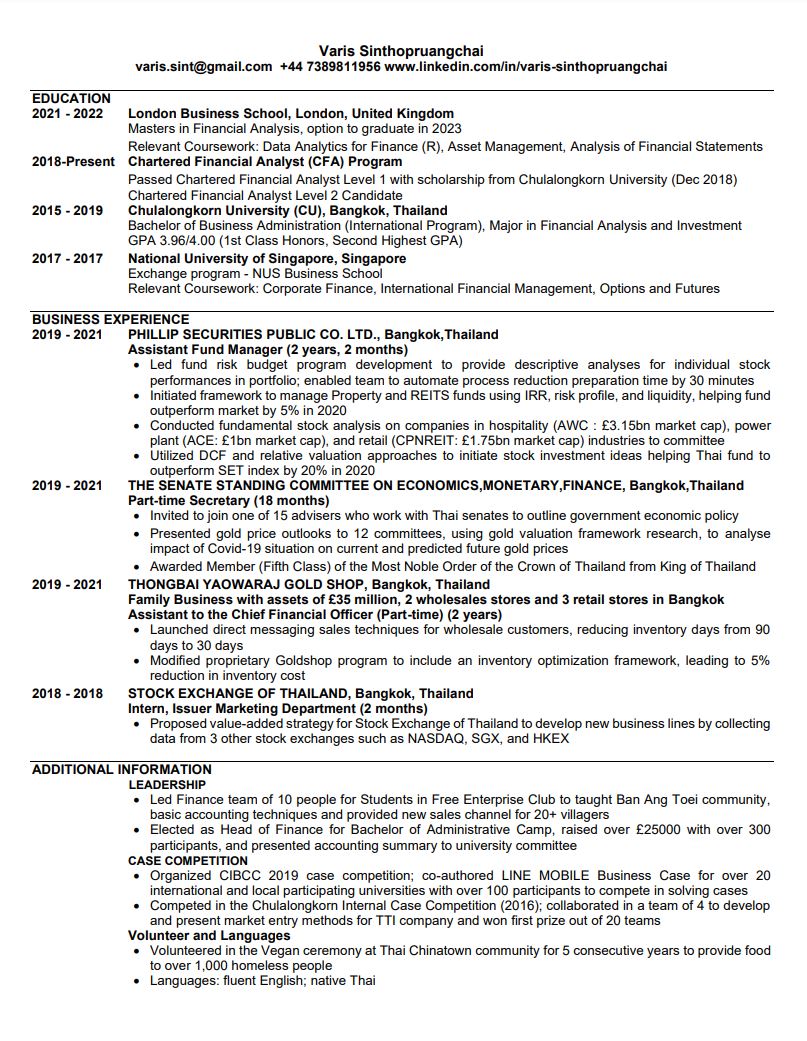 Varis Sinthopruangchai
varis.sint@gmail.com +44 7389811956 www.linkedin.com/in/varis-sinthopruangchai
EDUCATION
2021 - 2022 London Business School, London, United Kingdom
Masters in Financial Analysis, option to graduate in 2023
Relevant Coursework: Data Analytics for Finance (R), Asset Management, Analysis of Financial Statements
2018-Present Chartered Financial Analyst (CFA) Program
Passed Chartered Financial Analyst Level 1 with scholarship from Chulalongkorn University (Dec 2018)
Chartered Financial Analyst Level 2 Candidate
2015 - 2019 Chulalongkorn University (CU), Bangkok, Thailand
Bachelor of Business Administration (International Program), Major in Financial Analysis and Investment
GPA 3.96/4.00 (1st Class Honors, Second Highest GPA)
2017 - 2017 National University of Singapore, Singapore
Exchange program - NUS Business School
Relevant Coursework: Corporate Finance, International Financial Management, Options and Futures
BUSINESS EXPERIENCE
2019 - 2021 PHILLIP SECURITIES PUBLIC CO. LTD., Bangkok,Thailand
Assistant Fund Manager (2 years, 2 months)
• Led fund risk budget program development to provide descriptive analyses for individual stock
performances in portfolio; enabled team to automate process reduction preparation time by 30 minutes
• Initiated framework to manage Property and REITS funds using IRR, risk profile, and liquidity, helping fund
outperform market by 5% in 2020
• Conducted fundamental stock analysis on companies in hospitality (AWC : £3.15bn market cap), power
plant (ACE: £1bn market cap), and retail (CPNREIT: £1.75bn market cap) industries to committee
• Utilized DCF and relative valuation approaches to initiate stock investment ideas helping Thai fund to
outperform SET index by 20% in 2020
2019 - 2021 THE SENATE STANDING COMMITTEE ON ECONOMICS,MONETARY,FINANCE, Bangkok,Thailand
Part-time Secretary (18 months)
• Invited to join one of 15 advisers who work with Thai senates to outline government economic policy
• Presented gold price outlooks to 12 committees, using gold valuation framework research, to analyse
impact of Covid-19 situation on current and predicted future gold prices
• Awarded Member (Fifth Class) of the Most Noble Order of the Crown of Thailand from King of Thailand
2019 - 2021 THONGBAI YAOWARAJ GOLD SHOP, Bangkok, Thailand
Family Business with assets of £35 million, 2 wholesales stores and 3 retail stores in Bangkok
Assistant to the Chief Financial Officer (Part-time) (2 years)
• Launched direct messaging sales techniques for wholesale customers, reducing inventory days from 90
days to 30 days
• Modified proprietary Goldshop program to include an inventory optimization framework, leading to 5%
reduction in inventory cost
2018 - 2018 STOCK EXCHANGE OF THAILAND, Bangkok, Thailand
Intern, Issuer Marketing Department (2 months)
• Proposed value-added strategy for Stock Exchange of Thailand to develop new business lines by collecting
data from 3 other stock exchanges such as NASDAQ, SGX, and HKEX
ADDITIONAL INFORMATION
LEADERSHIP
• Led Finance team of 10 people for Students in Free Enterprise Club to taught Ban Ang Toei community,
basic accounting techniques and provided new sales channel for 20+ villagers
• Elected as Head of Finance for Bachelor of Administrative Camp, raised over £25000 with over 300
participants, and presented accounting summary to university committee
CASE COMPETITION
• Organized CIBCC 2019 case competition; co-authored LINE MOBILE Business Case for over 20
international and local participating universities with over 100 participants to compete in solving cases
• Competed in the Chulalongkorn Internal Case Competition (2016); collaborated in a team of 4 to develop
and present market entry methods for TTI company and won first prize out of 20 teams
Volunteer and Languages
• Volunteered in the Vegan ceremony at Thai Chinatown community for 5 consecutive years to provide food
to over 1,000 homeless people
• Languages: fluent English; native Thai